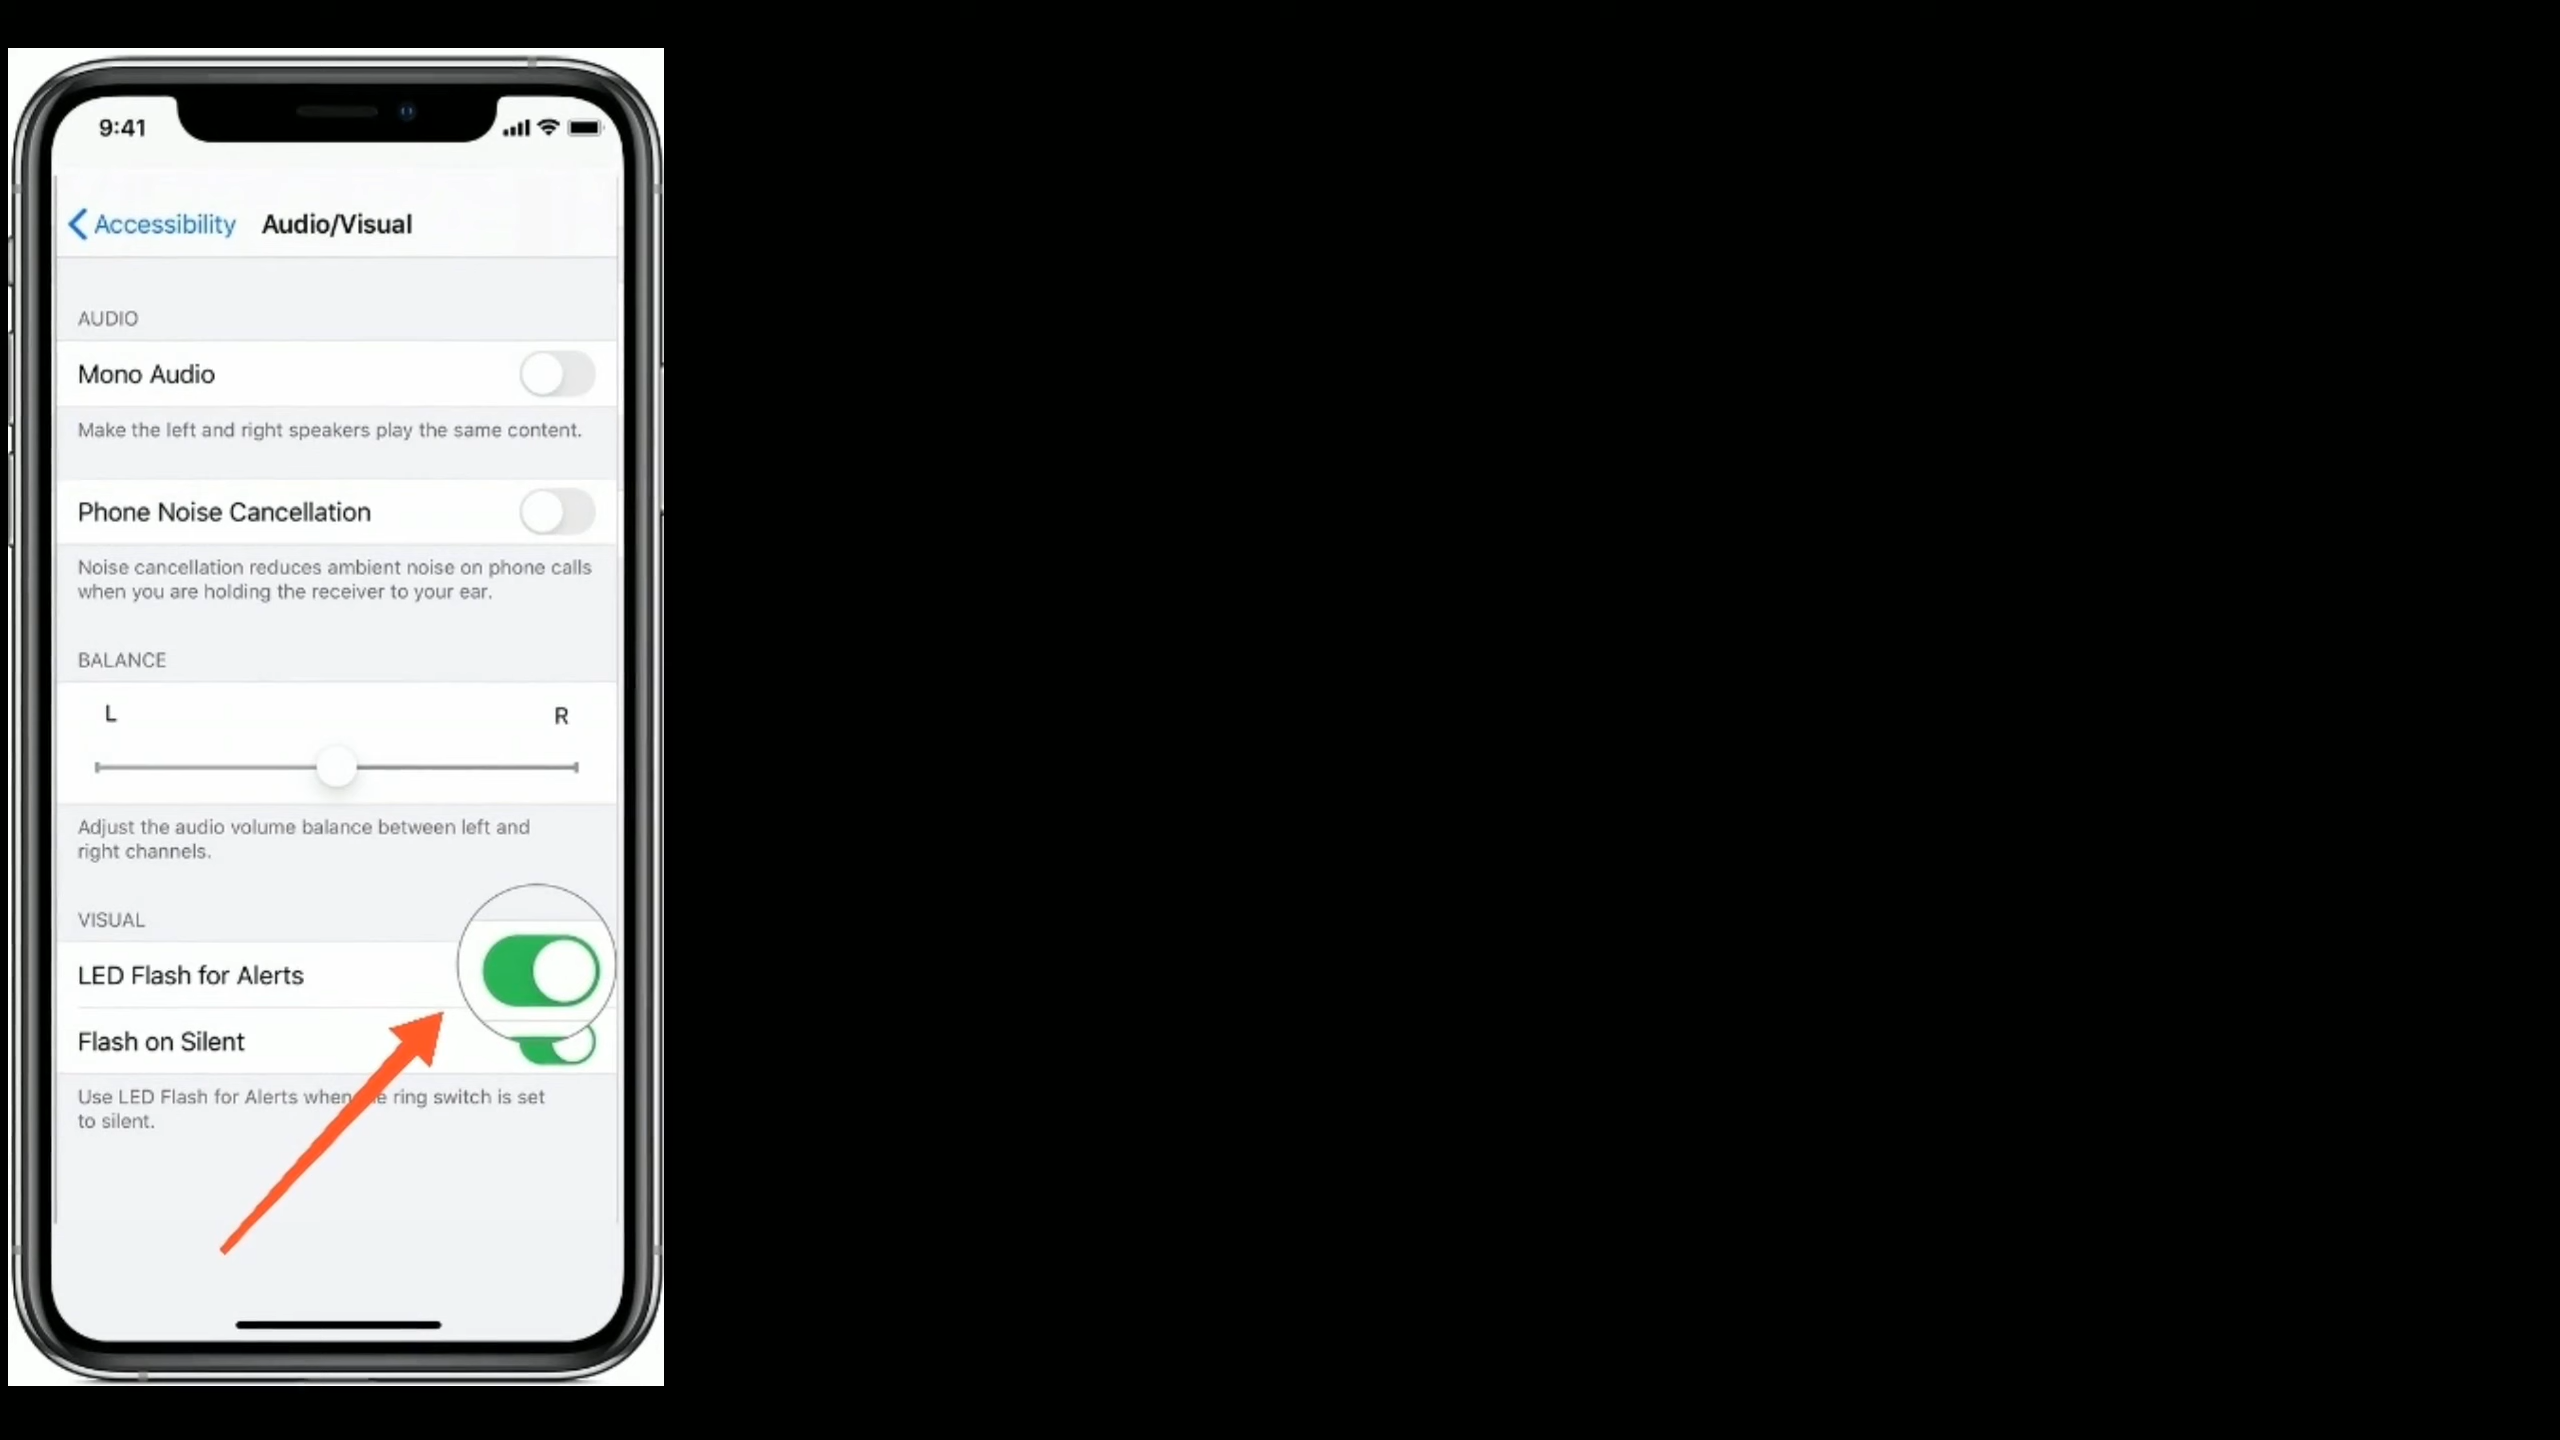 9:41
Accessibility Audio/Visual
AUDIO
Mono Audio
Make the left and right speakers play the same content.
Phone Noise Cancellation
Noise cancellation reduces ambient noise on phone calls
when you are holding the receiver to your ear.
BALANCE
L R
Adjust the audio volume balance between left and
right channels.
VISUAL
LED Flash for Alerts
Flash on Silent
Use LED Flash for Alerts when ring switch is set
to silent.